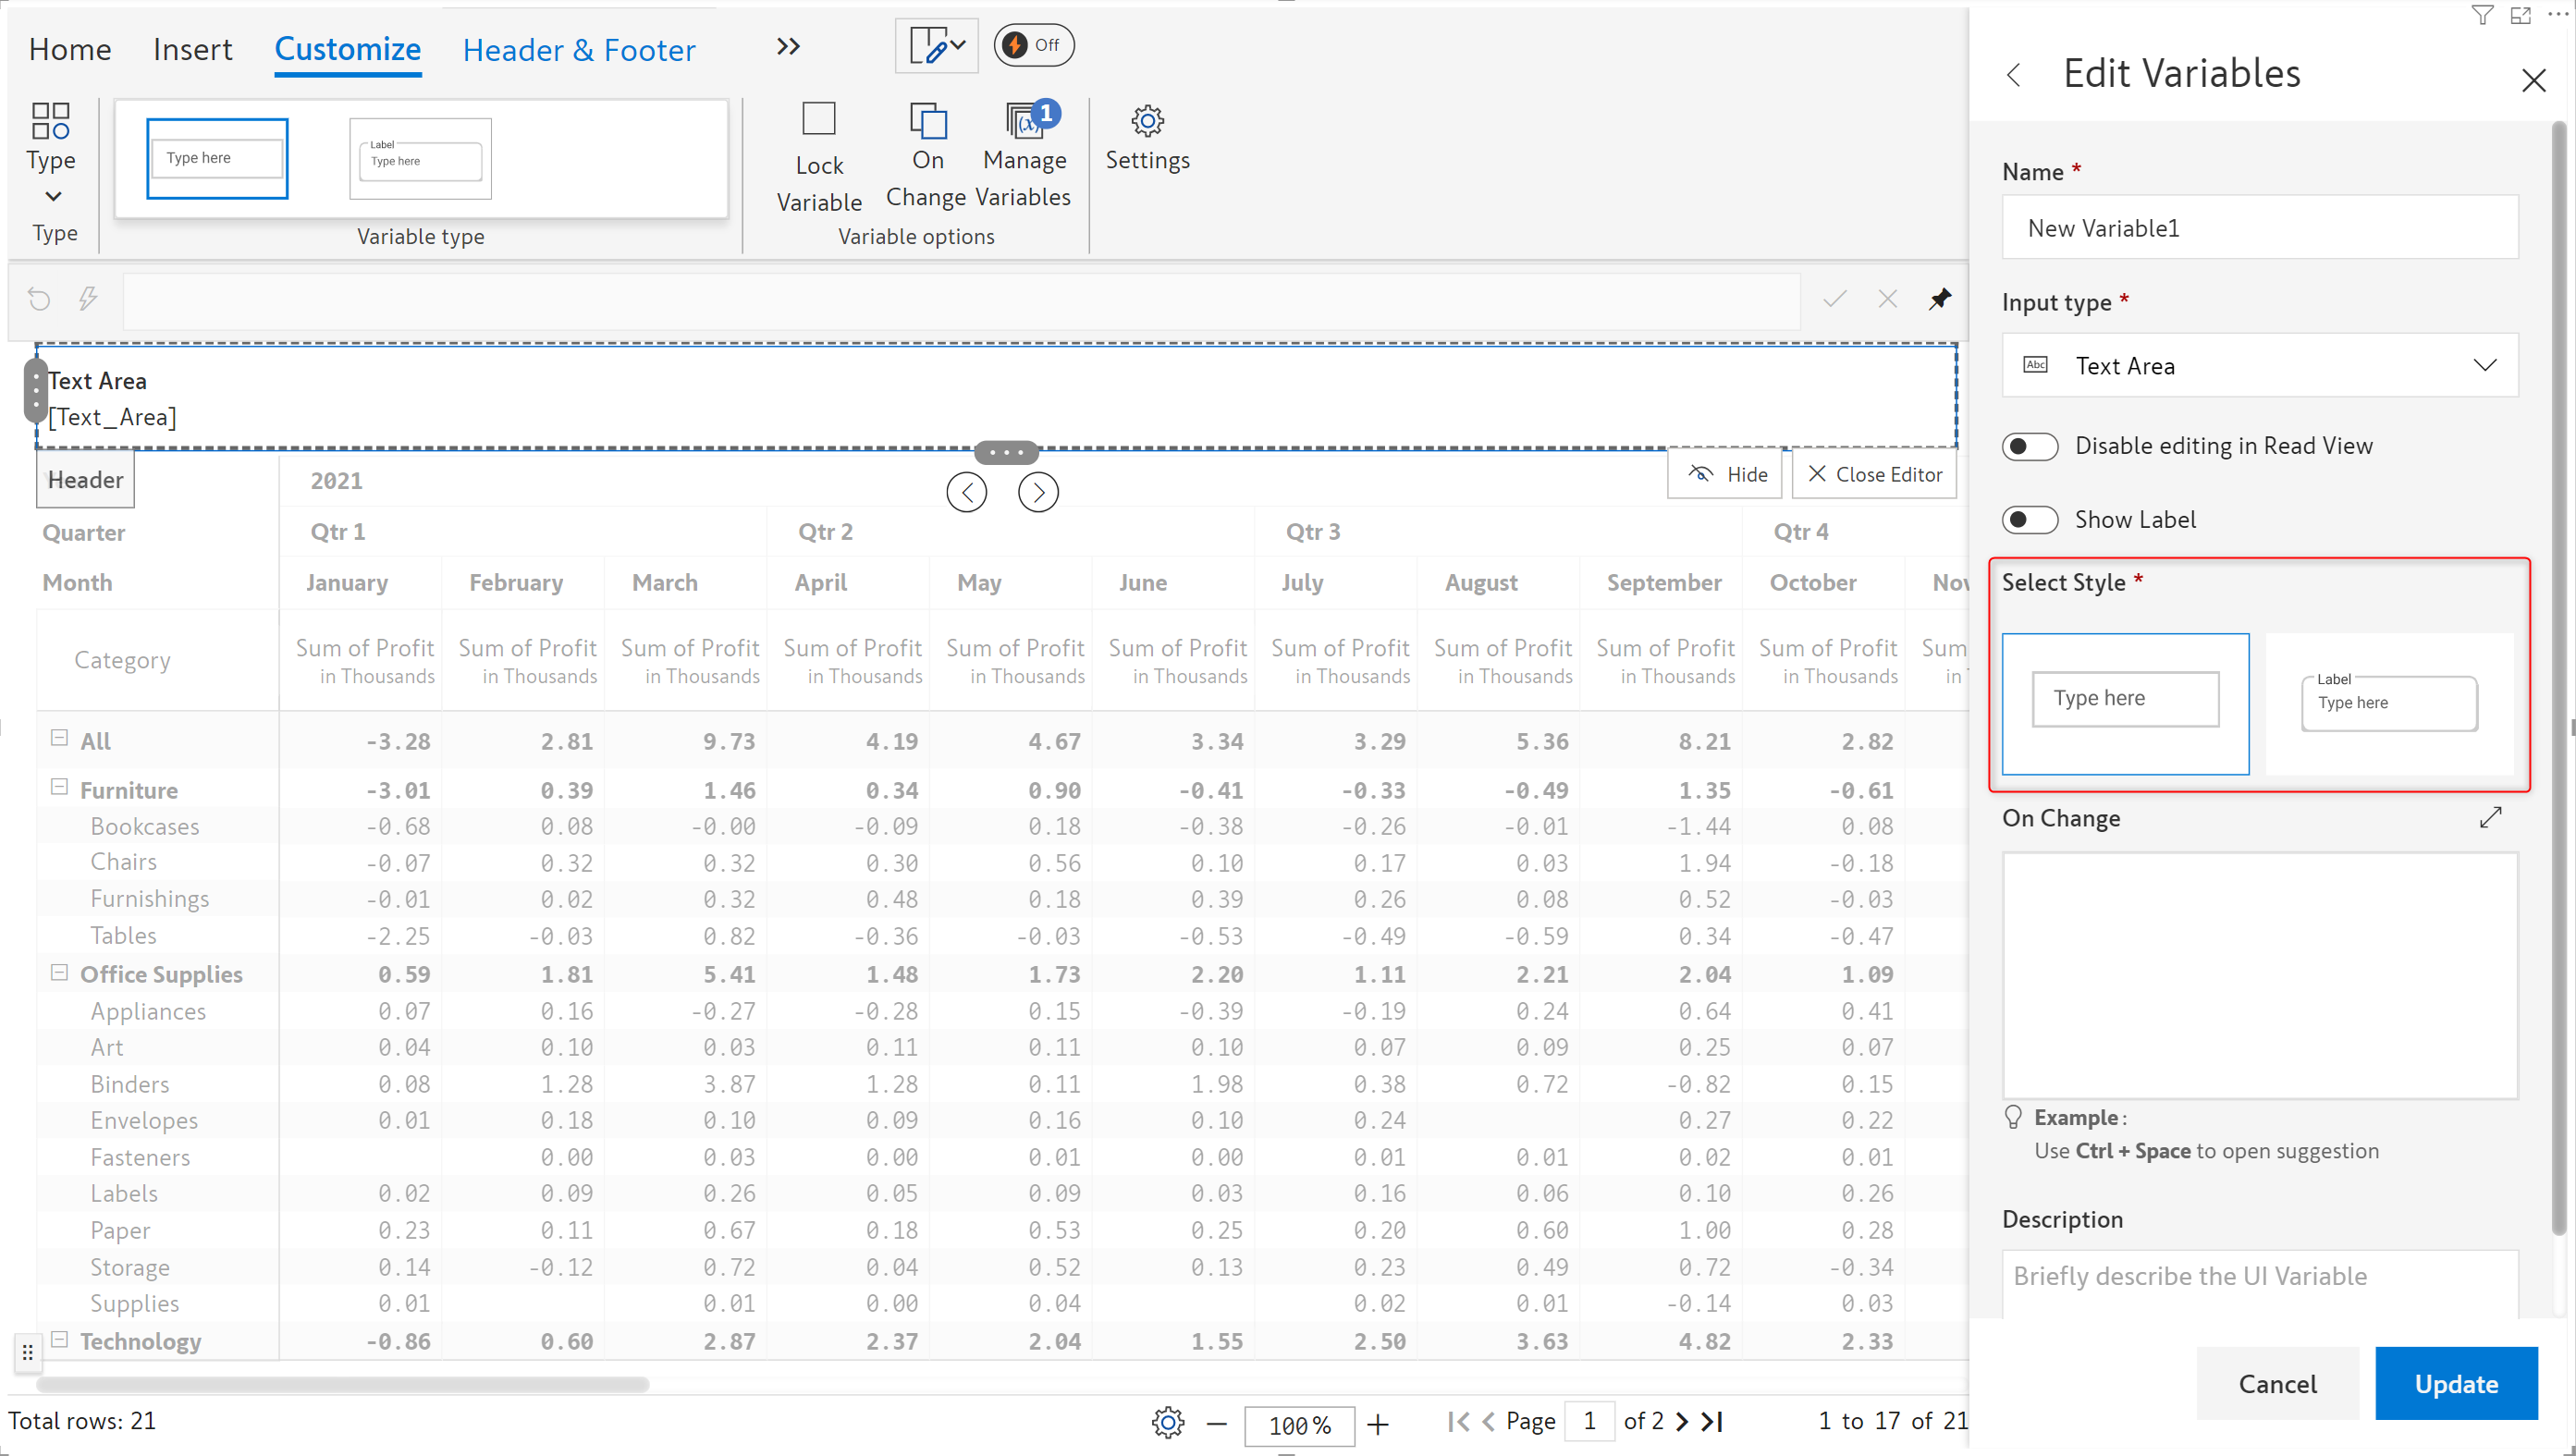 Home Insert Customize Header & Footer Off
Type
Type
Type here
Label
Type here
Variable type
Lock Variable
On Change
1
Manage Variables
Variable options
Settings
Text Area
[Text_Area]
Header
Hide
Close Editor
2021
Quarter Qtr 1 Qtr 2 Qtr 3 Qtr 4
Month January February March April May June July August September October Nov
Category Sum of Profit Sum of Profit Sum of Profit Sum of Profit Sum of Profit Sum of Profit Sum of Profit Sum of Profit Sum of Profit Sum of Profit Sum
in Thousands in Thousands in Thousands in Thousands in Thousands in Thousands in Thousands in Thousands in Thousands in Thousands in T
All -3.28 2.81 9.73 4.19 4.67 3.34 3.29 5.36 8.21 2.82
Furniture -3.01 0.39 1.46 0.34 0.90 -0.41 -0.33 -0.49 1.35 -0.61
Bookcases -0.68 0.08 -0.00 -0.09 0.18 -0.38 -0.26 -0.01 -1.44 0.08
Chairs -0.07 0.32 0.32 0.30 0.56 0.10 0.17 0.03 1.94 -0.18
Furnishings -0.01 0.02 0.32 0.48 0.18 0.39 0.26 0.08 0.52 -0.03
Tables -2.25 -0.03 0.82 -0.36 -0.03 -0.53 -0.49 -0.59 0.34 -0.47
Office Supplies 0.59 1.81 5.41 1.48 1.73 2.20 1.11 2.21 2.04 1.09
Appliances 0.07 0.16 -0.27 -0.28 0.15 -0.39 -0.19 0.24 0.64 0.41
Art 0.04 0.10 0.03 0.11 0.11 0.10 0.07 0.09 0.25 0.07
Binders 0.08 1.28 3.87 1.28 0.11 1.98 0.38 0.72 -0.82 0.15
Envelopes 0.01 0.18 0.10 0.09 0.16 0.10 0.24 0.27 0.22
Fasteners 0.00 0.03 0.00 0.01 0.00 0.01 0.01 0.02 0.01
Labels 0.02 0.09 0.26 0.05 0.09 0.03 0.16 0.06 0.10 0.26
Paper 0.23 0.11 0.67 0.18 0.53 0.25 0.20 0.60 1.00 0.28
Storage 0.14 -0.12 0.72 0.04 0.52 0.13 0.23 0.49 0.72 -0.34
Supplies 0.01 0.01 0.00 0.04 0.02 0.01 -0.14 0.03
Technology -0.86 0.60 2.87 2.37 2.04 1.55 2.50 3.63 4.82 2.33
Total rows: 21
100 %
Page 1 of 2
1 to 17 of 21
Edit Variables
Name *
New Variable1
Input type *
Abc Text Area
Disable editing in Read View
Show Label
Select Style *
Type here
Label
Type here
On Change
Example :
Use Ctrl + Space to open suggestion
Description
Briefly describe the UI Variable
Cancel Update